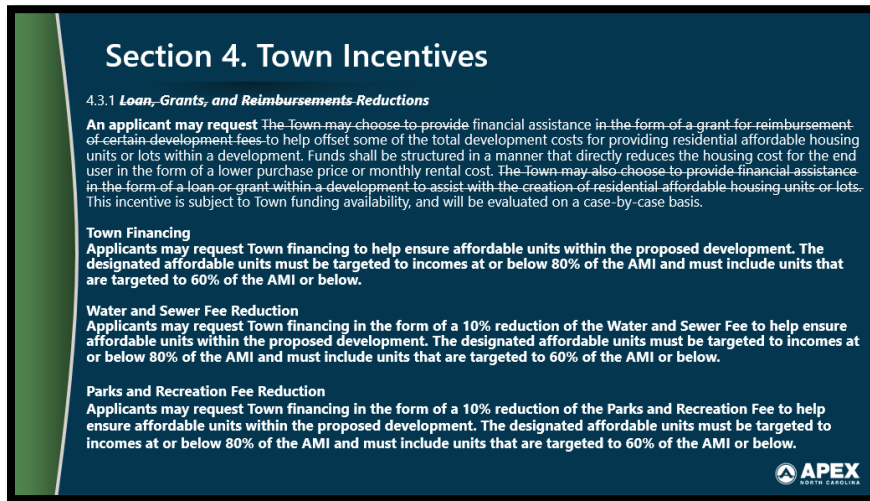 Section 4. Town Incentives
4.3.1 Loan, Grants, and Reimbursements Reductions
An applicant may request The Town may choose to provide financial assistance in the form of a grant for reimbursement
of certain development fees to help offset some of the total development costs for providing residential affordable housing
units or lots within a development. Funds shall be structured in a manner that directly reduces the housing cost for the end
user in the form of a lower purchase price or monthly rental cost. The Town may also choose to provide financial assistance
in the form of a loan or grant within a development to assist with the creation of residential affordable housing units or lots.
This incentive is subject to Town funding availability, and will be evaluated on a case-by-case basis.
Town Financing
Applicants may request Town financing to help ensure affordable units within the proposed development. The
designated affordable units must be targeted to incomes at or below 80% of the AMI and must include units that
are targeted to 60% of the AMI or below.
Water and Sewer Fee Reduction
Applicants may request Town financing in the form of a 10% reduction of the Water and Sewer Fee to help ensure
affordable units within the proposed development. The designated affordable units must be targeted to incomes at
or below 80% of the AMI and must include units that are targeted to 60% of the AMI or below.
Parks and Recreation Fee Reduction
Applicants may request Town financing in the form of a 10% reduction of the Parks and Recreation Fee to help
ensure affordable units within the proposed development. The designated affordable units must be targeted to
incomes at or below 80% of the AMI and must include units that are targeted to 60% of the AMI or below.
APEX
NORTH CAROLINA